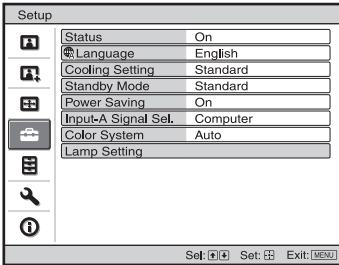 Setup
Status On
Language English
Cooling Setting Standard
Standby Mode Standard
Power Saving On
Input-A Signal Sel. Computer
Color System Auto
Lamp Setting
Sel: Set: Exit: MENU